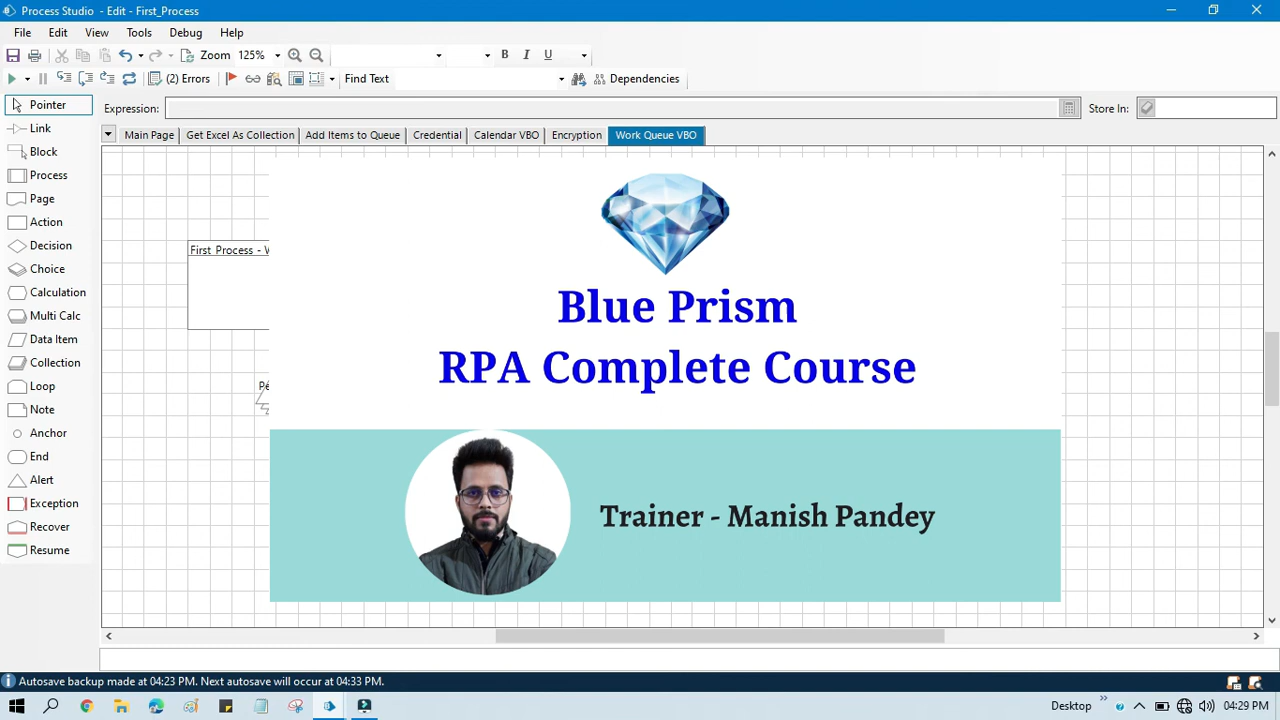 Process Studio - Edit - First_Process
File Edit View Tools Debug Help
Zoom 125% B I U
(2) Errors Find Text Dependencies
Expression: Store In:
Pointer
Link
Block
Process
Page
Action
Decision
Choice
Calculation
Multi Calc
Data Item
Collection
Loop
Note
Anchor
End
Alert
Exception
Recover
Resume
Main Page Get Excel As Collection Add Items to Queue Credential Calendar VBO Encryption Work Queue VBO
First Process -
Blue Prism
RPA Complete Course
Trainer - Manish Pandey
Autosave backup made at 04:23 PM. Next autosave will occur at 04:33 PM.
Desktop 04:29 PM